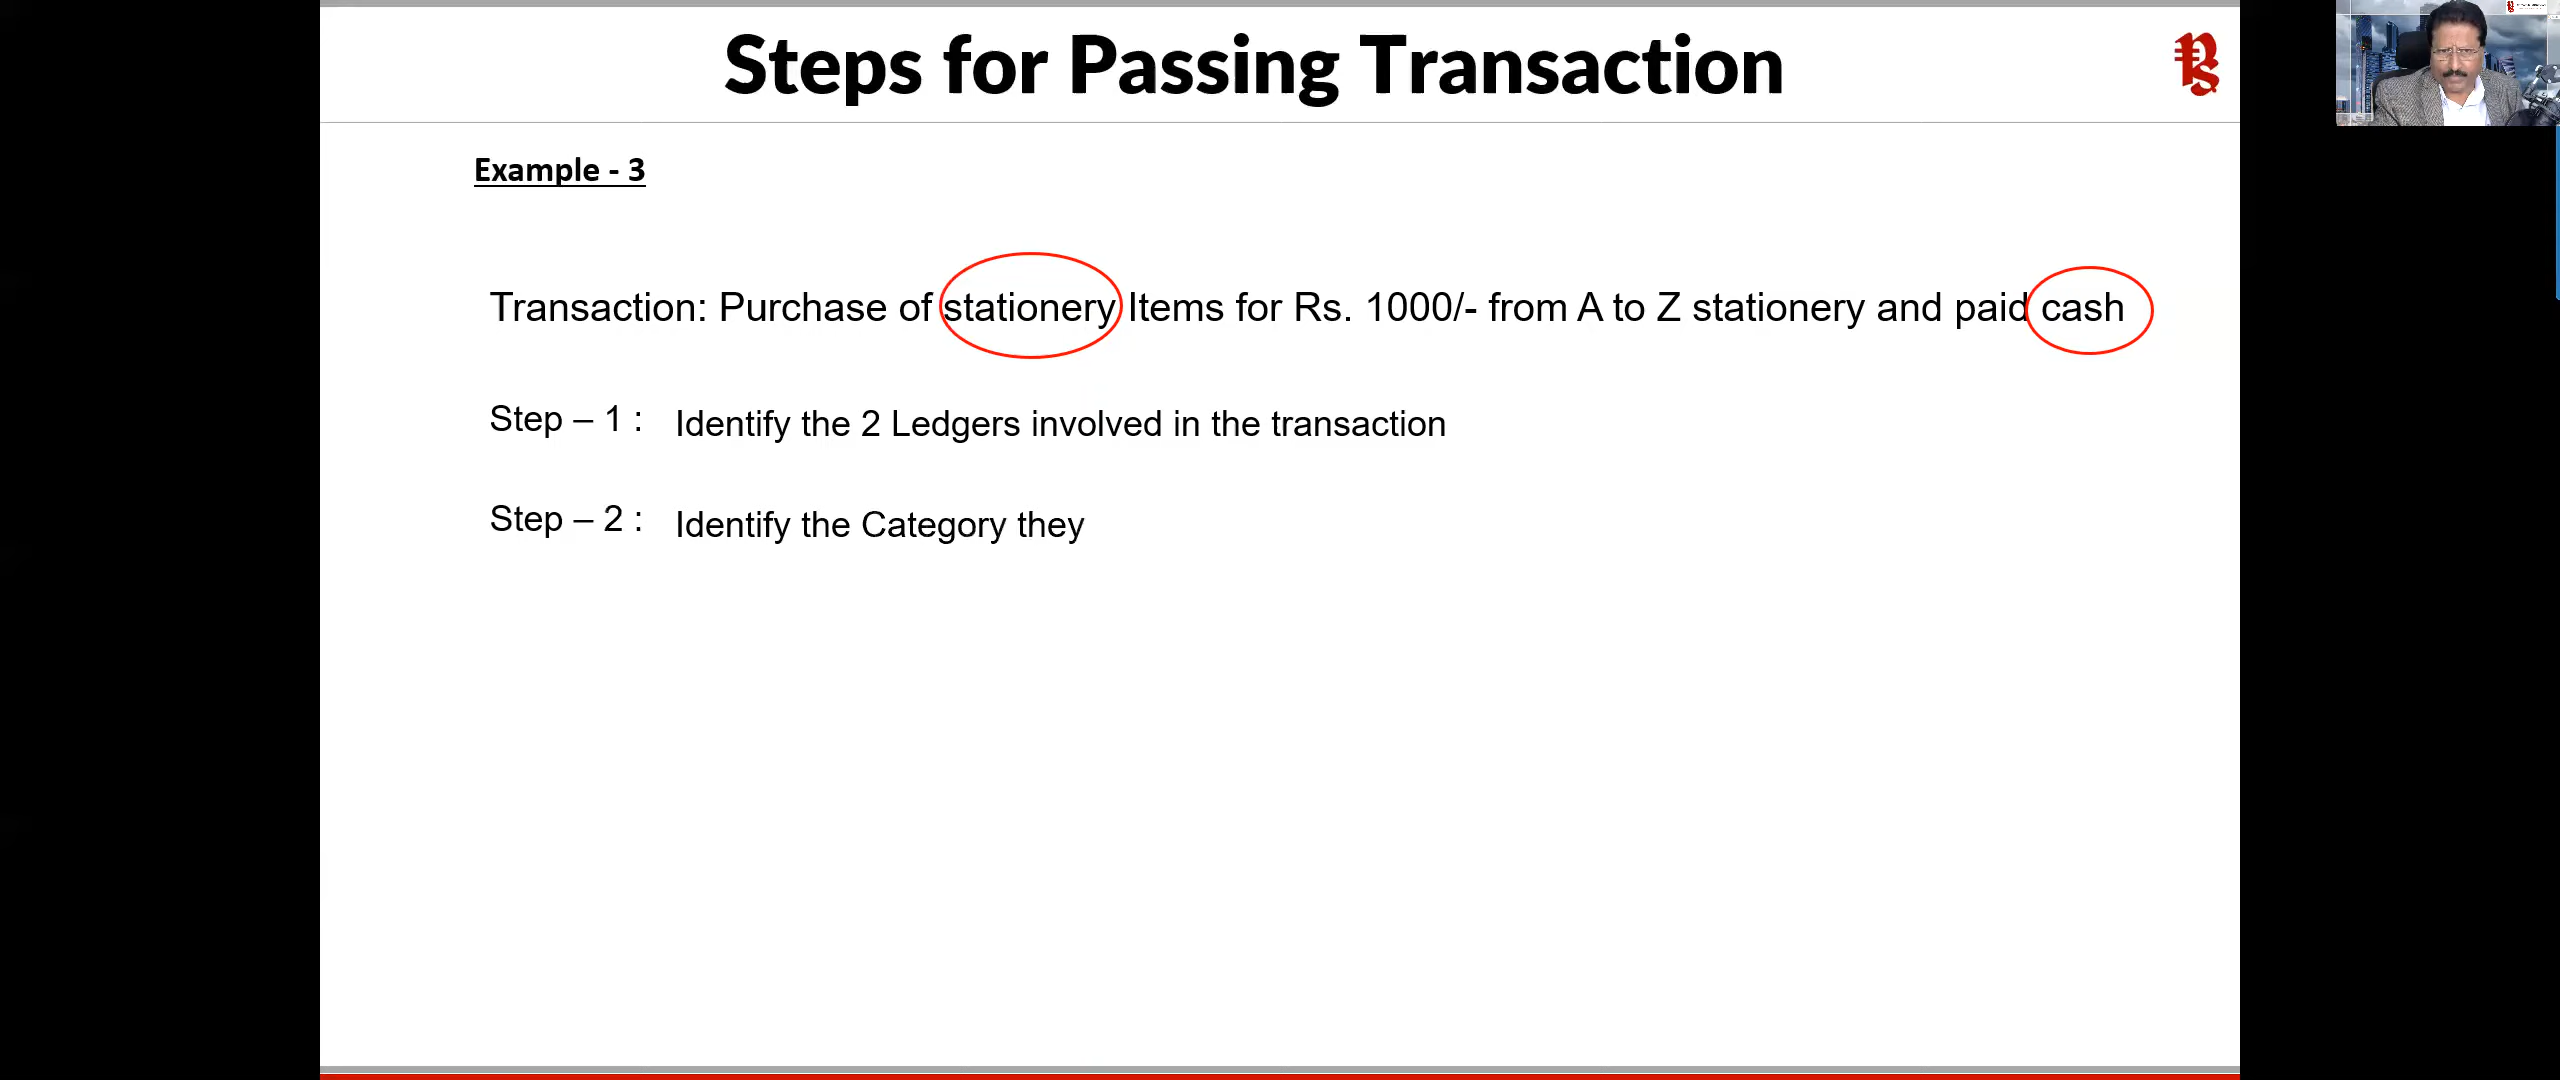 Steps for Passing Transaction
Example - 3
Transaction: Purchase of stationery Items for Rs. 1000/- from A to Z stationery and paid cash
Step – 1 : Identify the 2 Ledgers involved in the transaction
Step – 2 : Identify the Category they